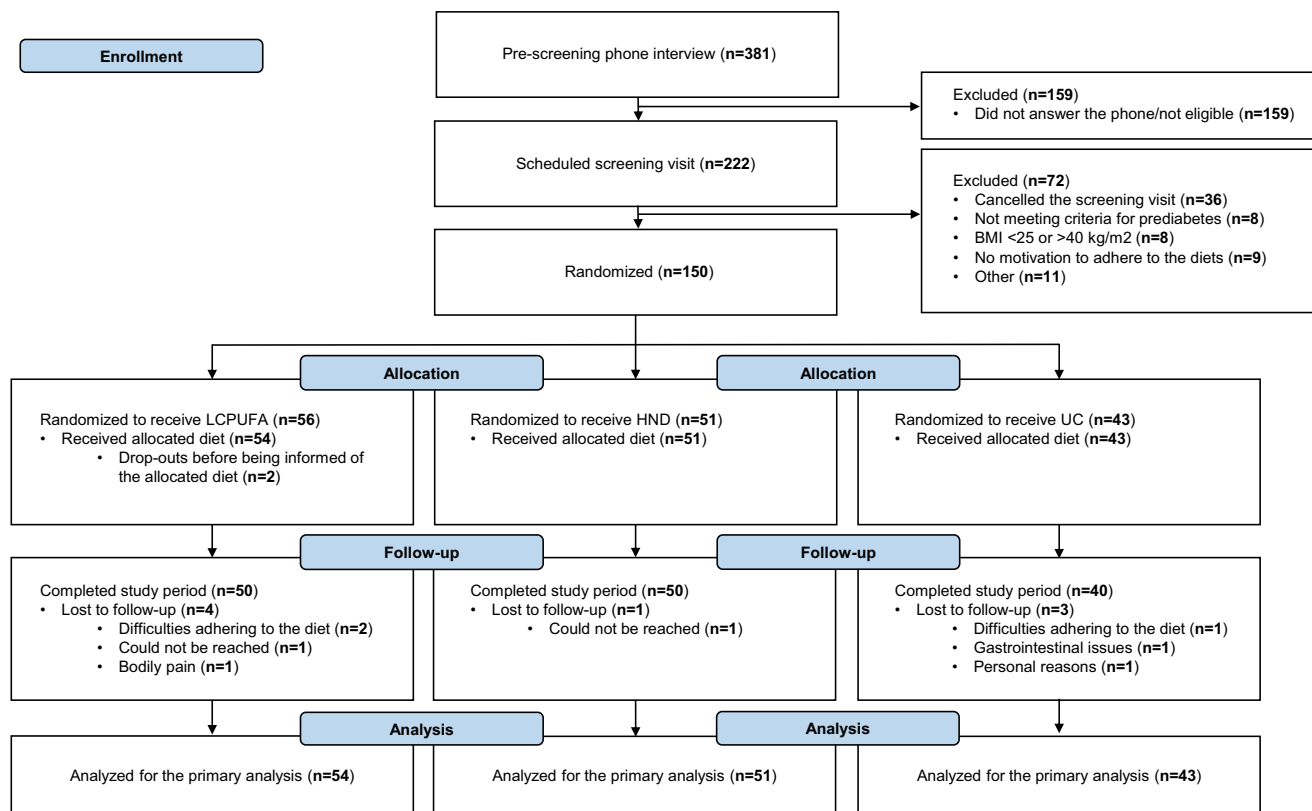 Enrollment
Pre-screening phone interview (n=381)
Excluded (n=159)
• Did not answer the phone/not eligible (n=159)
Scheduled screening visit (n=222)
Excluded (n=72)
• Cancelled the screening visit (n=36)
• Not meeting criteria for prediabetes (n=8)
• BMI <25 or >40 kg/m2 (n=8)
• No motivation to adhere to the diets (n=9)
• Other (n=11)
Randomized (n=150)
Allocation
Allocation
Randomized to receive LCPUFA (n=56)
• Received allocated diet (n=54)
• Drop-outs before being informed of
the allocated diet (n=2)
Randomized to receive HND (n=51)
• Received allocated diet (n=51)
Randomized to receive UC (n=43)
• Received allocated diet (n=43)
Follow-up
Follow-up
Completed study period (n=50)
• Lost to follow-up (n=4)
• Difficulties adhering to the diet (n=2)
• Could not be reached (n=1)
• Bodily pain (n=1)
Completed study period (n=50)
• Lost to follow-up (n=1)
• Could not be reached (n=1)
Completed study period (n=40)
• Lost to follow-up (n=3)
• Difficulties adhering to the diet (n=1)
• Gastrointestinal issues (n=1)
• Personal reasons (n=1)
Analysis
Analysis
Analyzed for the primary analysis (n=54)
Analyzed for the primary analysis (n=51)
Analyzed for the primary analysis (n=43)